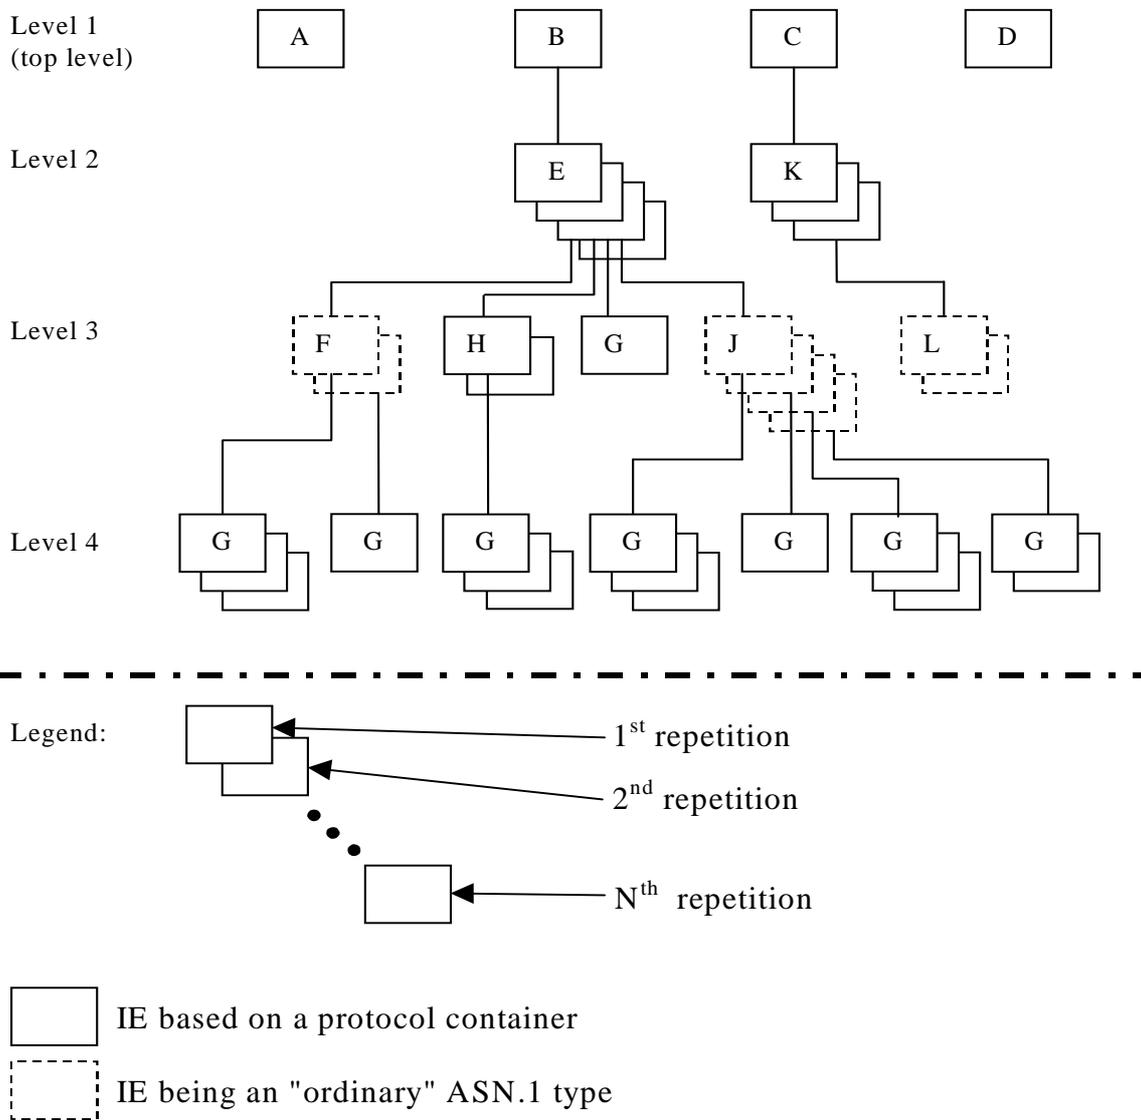 Level 1
(top level)
A B C D
Level 2
E K
Level 3
F H G J L
Level 4
G G G G G G G
Legend:
1st repetition
2nd repetition
Nth repetition
IE based on a protocol container
IE being an "ordinary" ASN.1 type